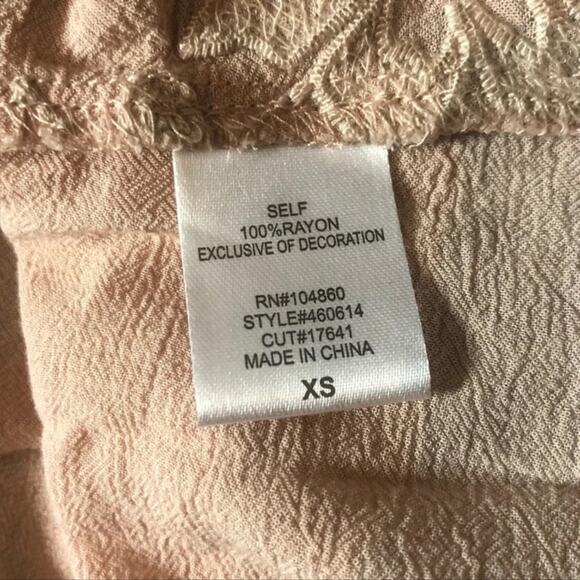 SELF
100%RAYON
EXCLUSIVE OF DECORATION
RN#104860
STYLE#460614
CUT#17641
MADE IN CHINA
XS